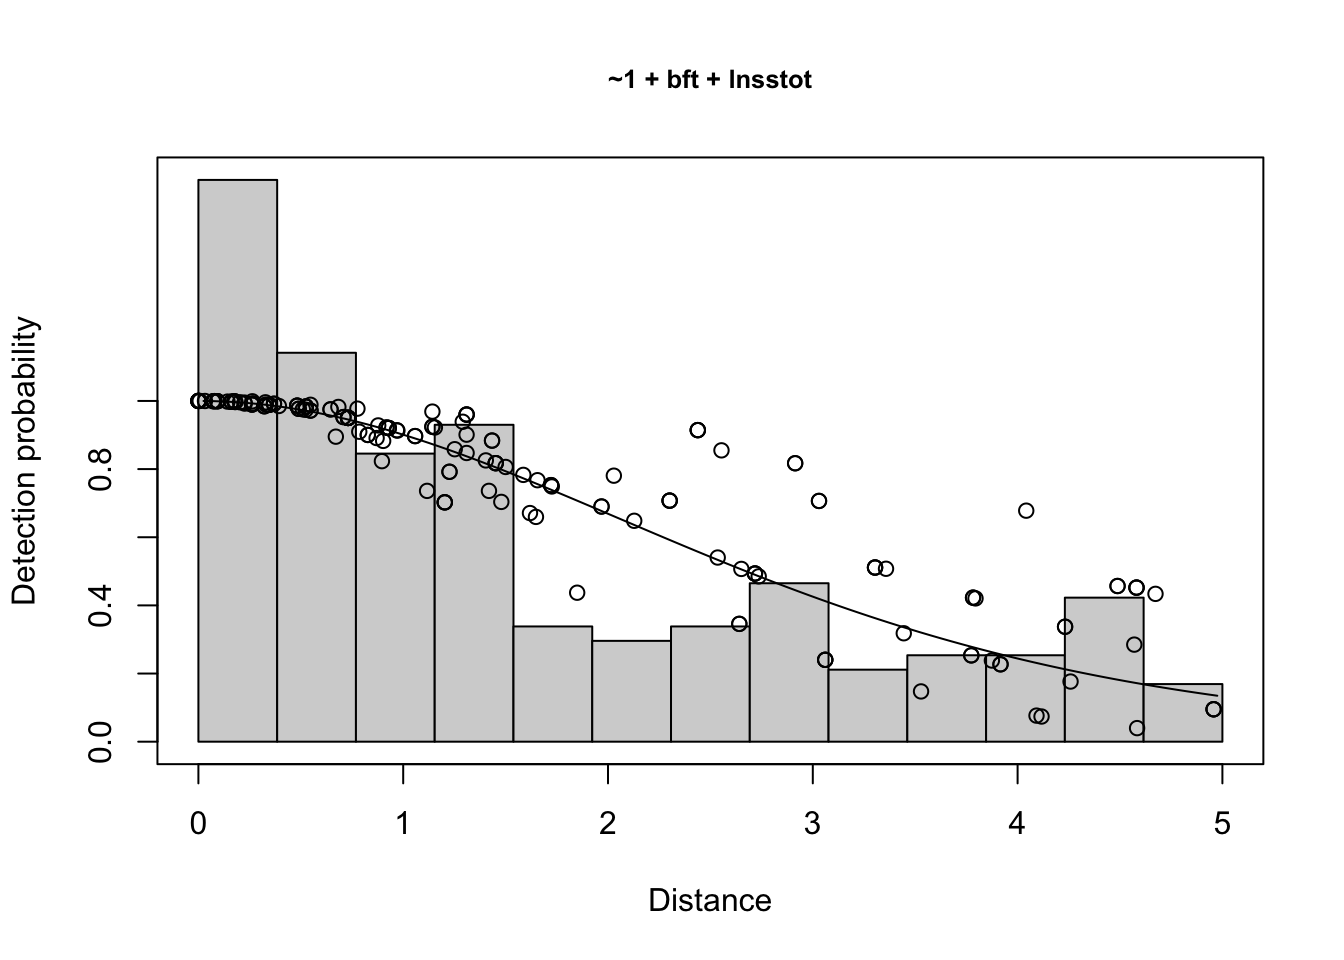 ~1 + bft + lnsstot
Detection probability
0.8
0.4
0.0
0 1 2 3 4 5
Distance